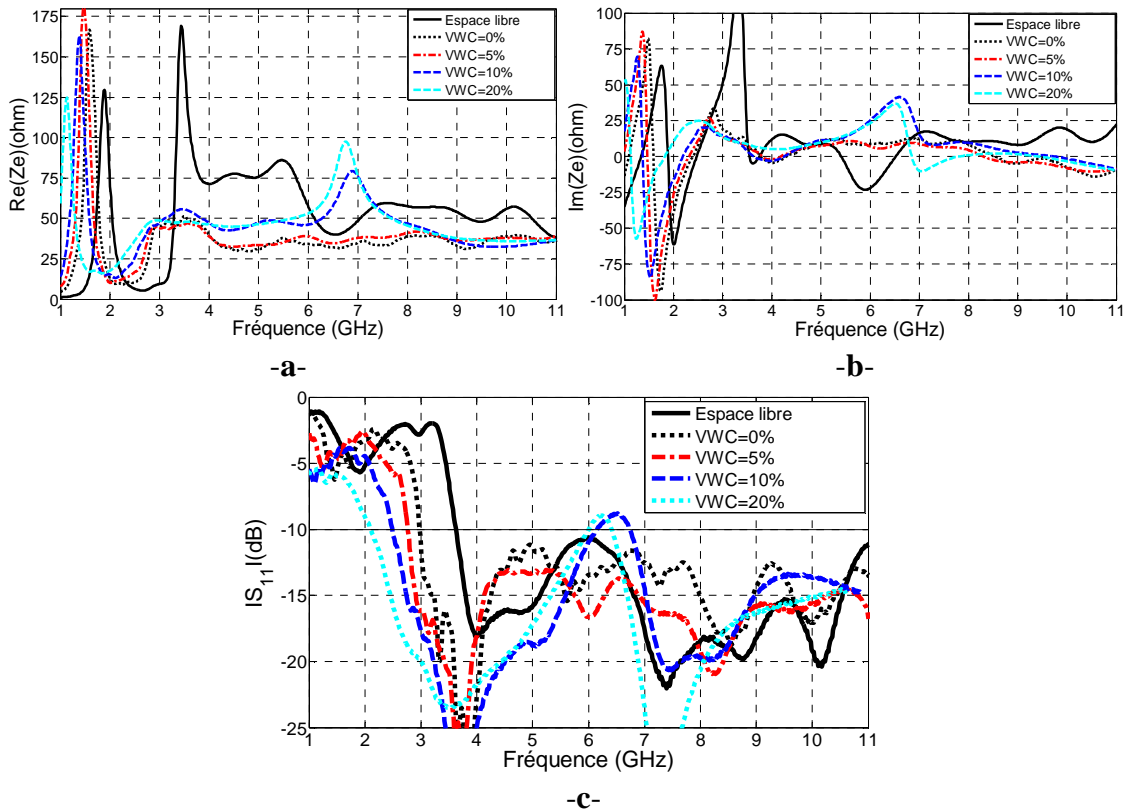 175
150
125
100
75
50
25
0
Re(Ze)(ohm)
1 2 3 4 5 6 7 8 9 10 11
Fréquence (GHz)
Espace libre
VWC=0%
VWC=5%
VWC=10%
VWC=20%
-a-
100
75
50
25
0
-25
-50
-75
-100
Im(Ze)(ohm)
1 2 3 4 5 6 7 8 9 10 11
Fréquence (GHz)
Espace libre
VWC=0%
VWC=5%
VWC=10%
VWC=20%
-b-
0
-5
-10
-15
-20
-25
IS11I(dB)
1 2 3 4 5 6 7 8 9 10 11
Fréquence (GHz)
Espace libre
VWC=0%
VWC=5%
VWC=10%
VWC=20%
-c-